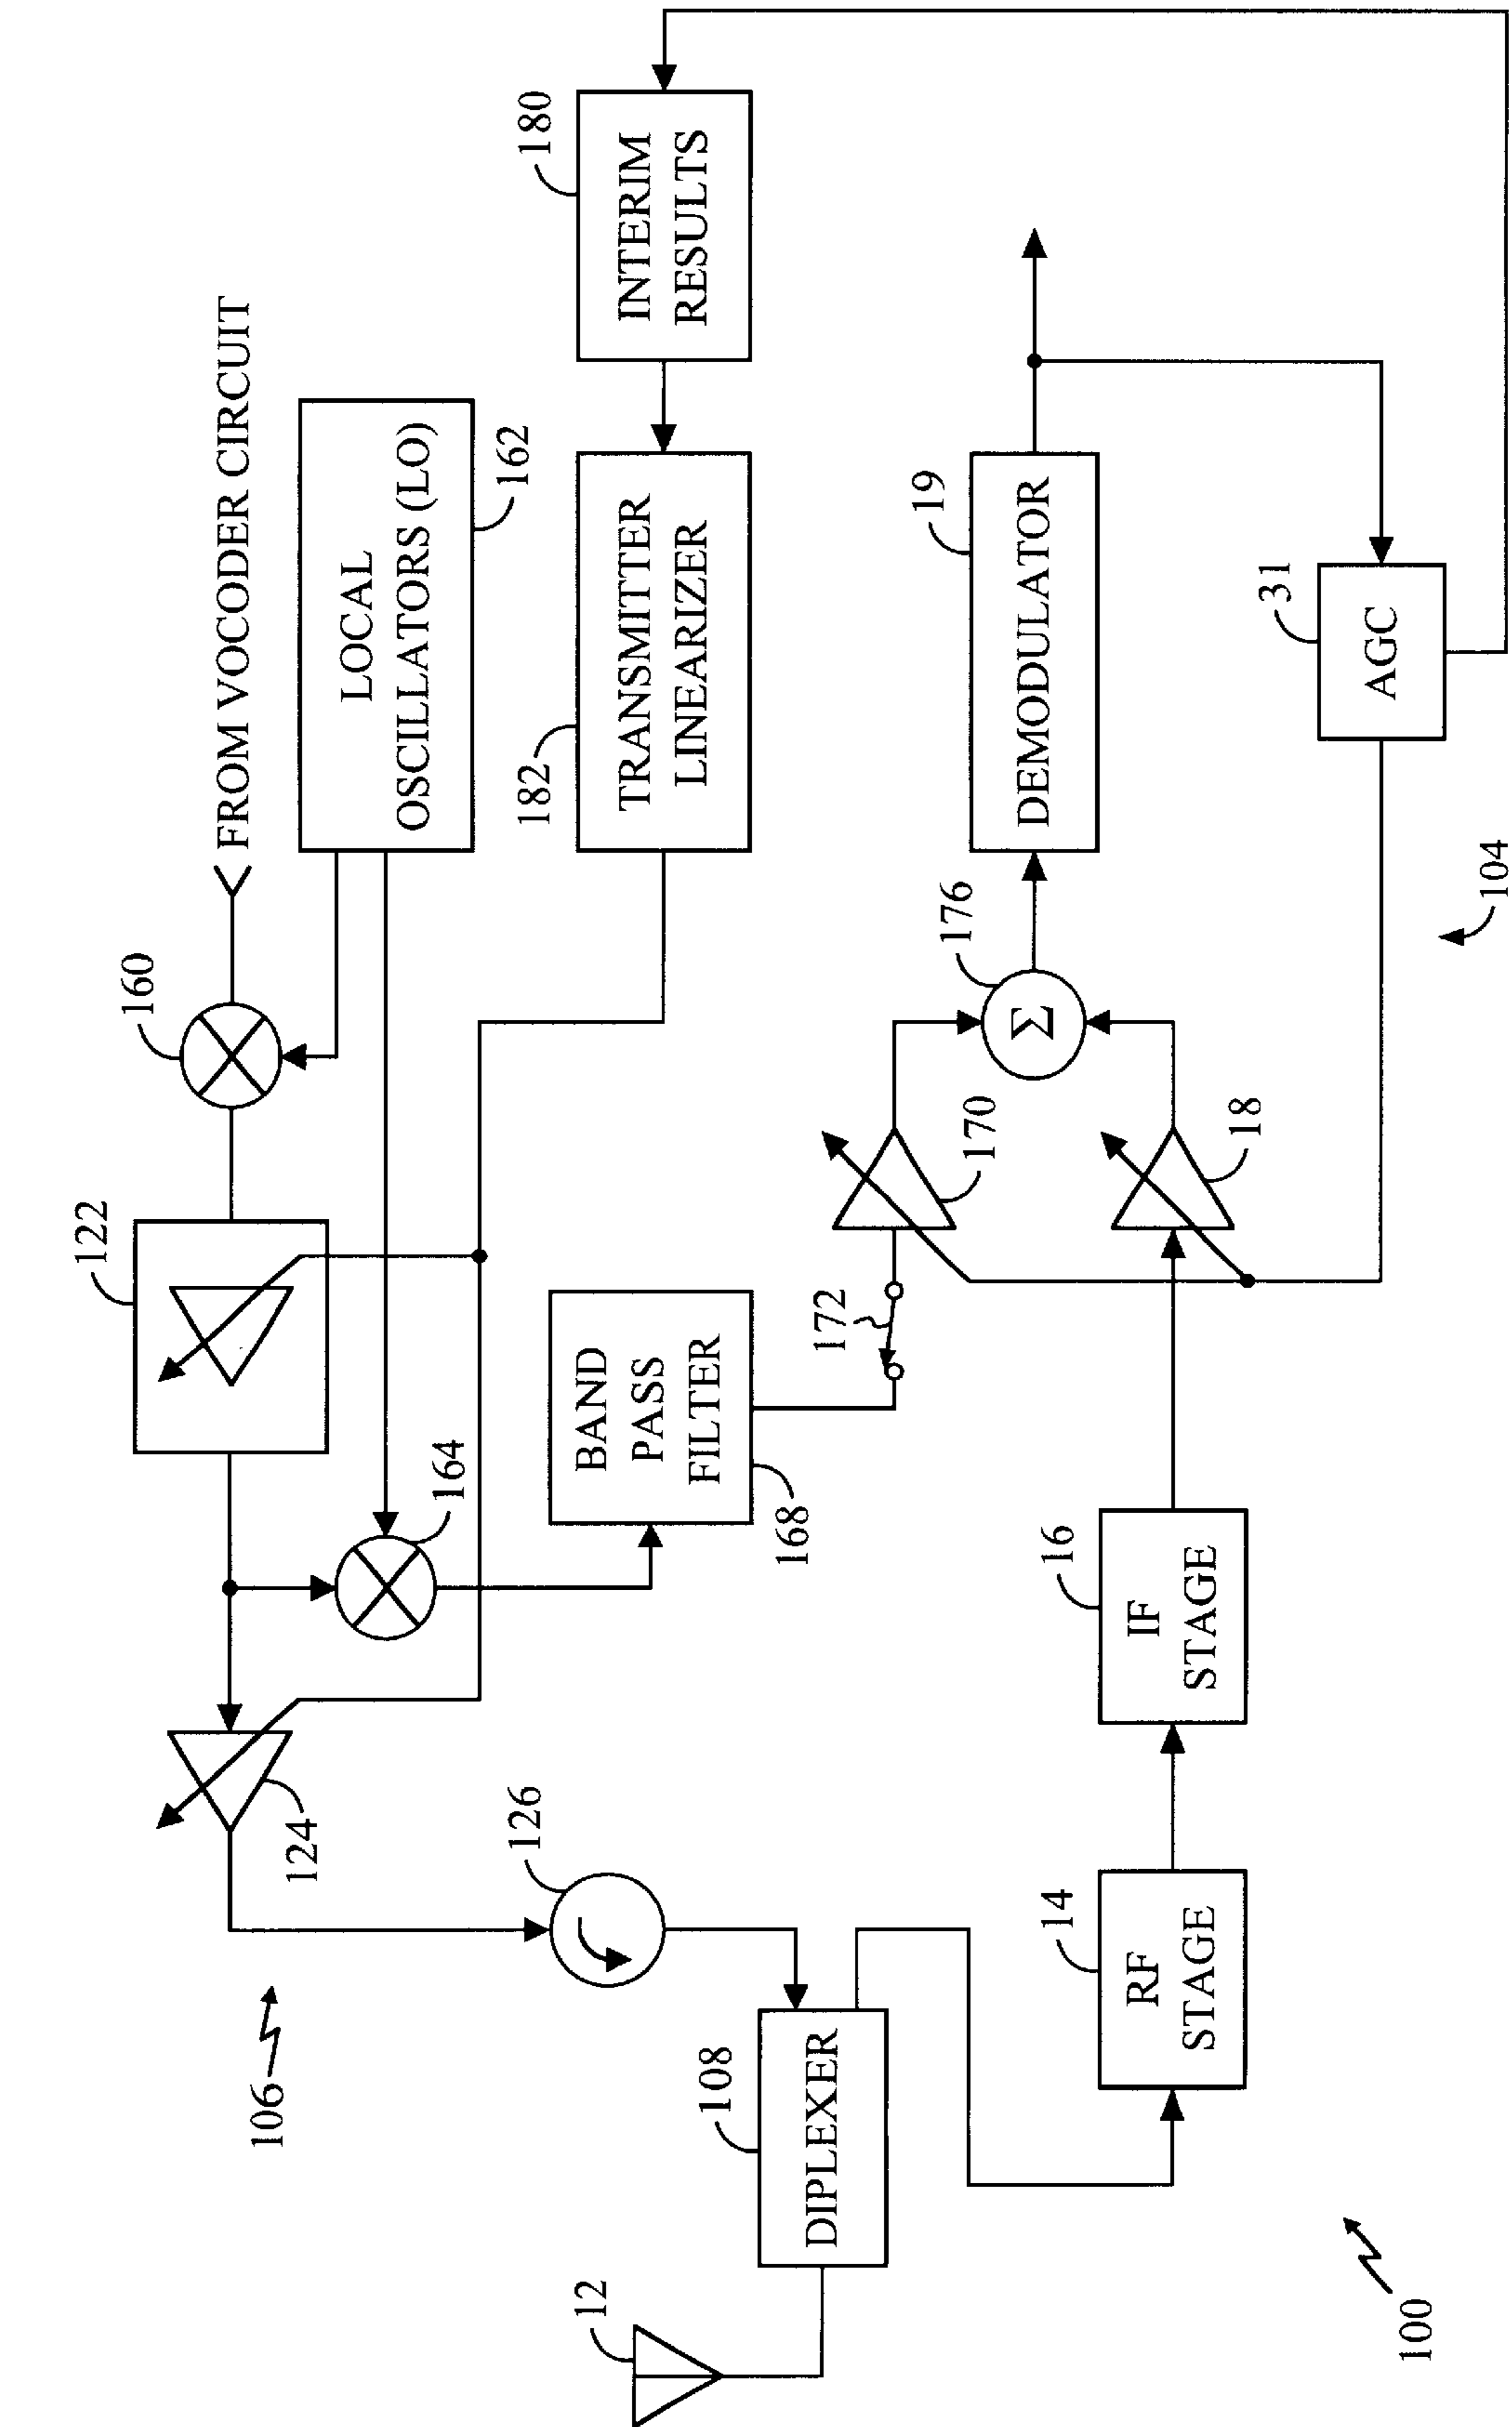 FROM VOCODER CIRCUIT
160
122
LOCAL
OSCILLATORS (LO)
162
164
124
106
126
180
INTERIM
RESULTS
182
TRANSMITTER
LINEARIZER
BAND
PASS
FILTER
168
172
170
176
Σ
19
DEMODULATOR
12
108
DIPLEXER
14
RF
STAGE
16
IF
STAGE
18
31
AGC
104
100